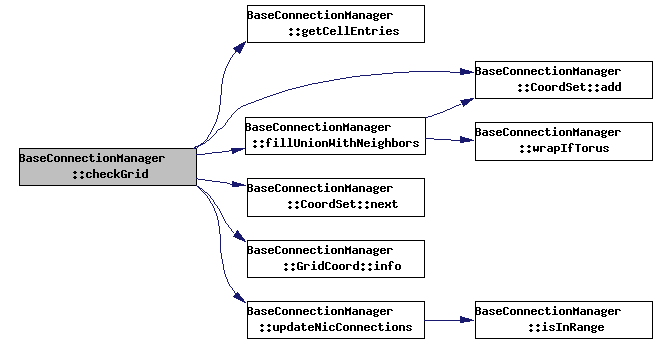 BaseConnectionManager
::getCellEntries
BaseConnectionManager
::CoordSet::add
BaseConnectionManager
::fillUnionWithNeighbors
BaseConnectionManager
::wrapIfTorus
BaseConnectionManager
::checkGrid
BaseConnectionManager
::CoordSet::next
BaseConnectionManager
::GridCoord::info
BaseConnectionManager
::updateNicConnections
BaseConnectionManager
::isInRange